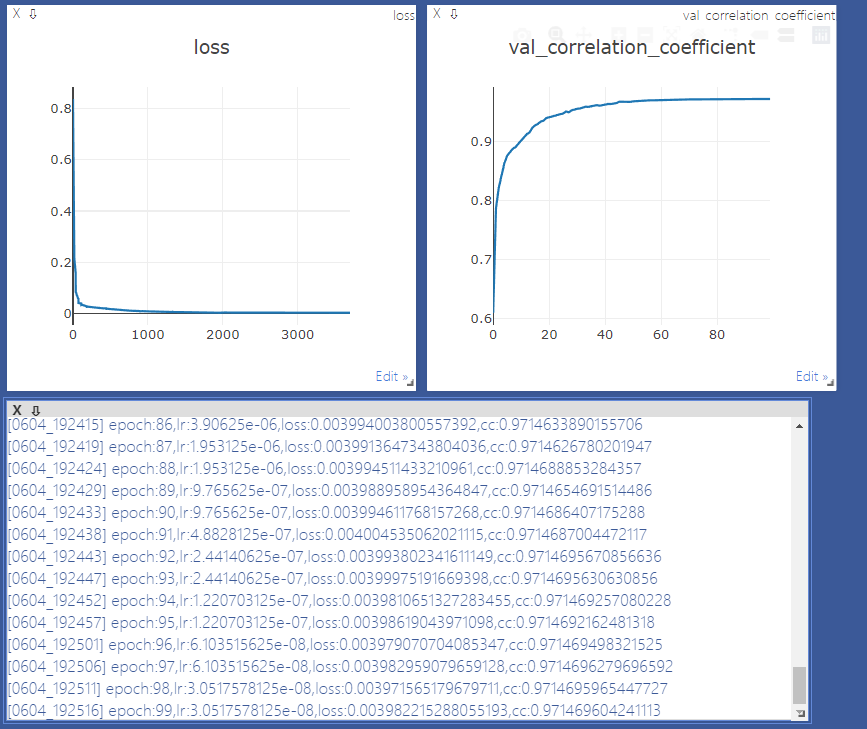 X ⇩ loss
loss
0.8
0.6
0.4
0.2
0
0 1000 2000 3000
Edit »
X ⇩ val_correlation_coefficient
val_correlation_coefficient
0.9
0.8
0.7
0.6
0 20 40 60 80
Edit »
X ⇩
[0604_192415] epoch:86,lr:3.90625e-06,loss:0.003994003800557392,cc:0.9714633890155706
[0604_192419] epoch:87,lr:1.953125e-06,loss:0.003991364734380403​6,cc:0.9714626780201947
[0604_192424] epoch:88,lr:1.953125e-06,loss:0.003994511433210961,cc:0.9714688853284357
[0604_192429] epoch:89,lr:9.765625e-07,loss:0.003988958954364847,cc:0.9714654691514486
[0604_192433] epoch:90,lr:9.765625e-07,loss:0.003994611768157268,cc:0.9714686407175288
[0604_192438] epoch:91,lr:4.8828125e-07,loss:0.004004535062021115,cc:0.9714687004472117
[0604_192443] epoch:92,lr:2.44140625e-07,loss:0.003993802341611149,cc:0.9714695670856636
[0604_192447] epoch:93,lr:2.44140625e-07,loss:0.00399975191669398,cc:0.9714695630630856
[0604_192452] epoch:94,lr:1.220703125e-07,loss:0.0039810651327283455,cc:0.971469257080228
[0604_192457] epoch:95,lr:1.220703125e-07,loss:0.00398619043971098,cc:0.9714692162481318
[0604_192501] epoch:96,lr:6.103515625e-08,loss:0.003979070704085347,cc:0.971469498321525
[0604_192506] epoch:97,lr:6.103515625e-08,loss:0.003982959079659128,cc:0.9714696279696592
[0604_192511] epoch:98,lr:3.0517578125e-08,loss:0.003971565179679711,cc:0.9714695965447727
[0604_192516] epoch:99,lr:3.0517578125e-08,loss:0.003982215288055193,cc:0.971469604241113